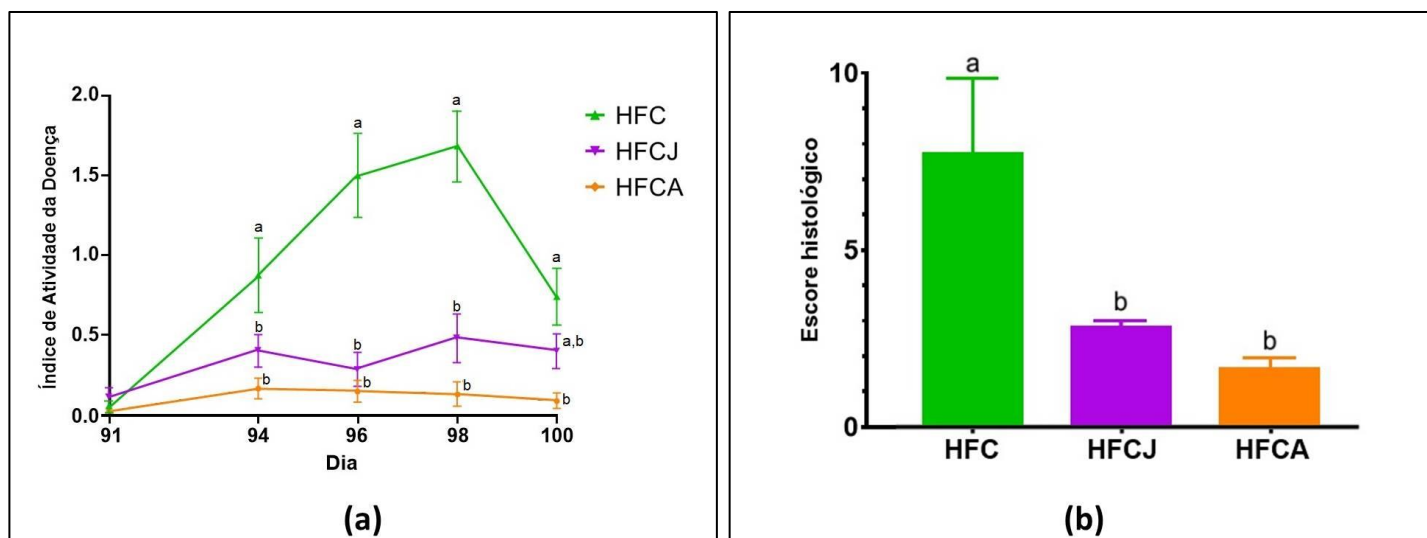 2.0
1.5
1.0
0.5
0.0
Índice de Atividade da Doença
91
94
96
98
100
Dia
a
a
a
a
b
b
b
a,b
b
b
b
b
HFC
HFCJ
HFCA
(a)
10
5
0
Escore histológico
a
b
b
HFC
HFCJ
HFCA
(b)